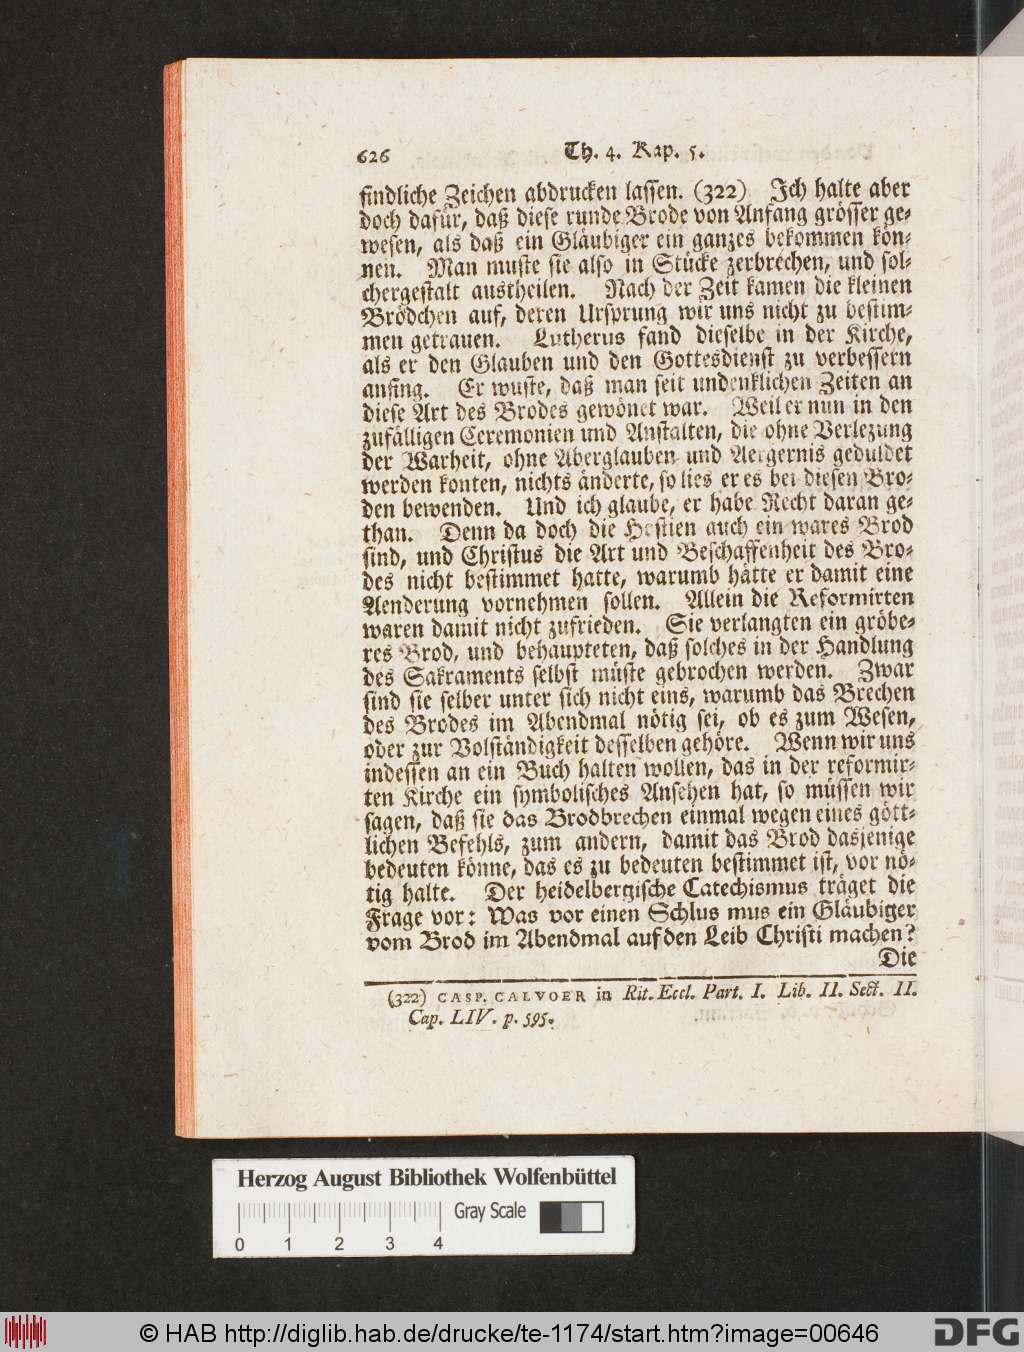 626 Th. 4. Kap. 5.
findliche Zeichen abdrucken lassen. (322) Ich halte aber
doch dafür, daß diese runde Brode von Anfang grösser ge-
wesen, als daß ein Gläubiger ein ganzes bekommen kön-
nen. Man muste sie also in Stücke zerbrechen, und sol-
chergestalt austheilen. Nach der Zeit kamen die kleinen
Brödchen auf, deren Ursprung wir uns nicht zu bestim-
men getrauen. Lutherus fand dieselbe in der Kirche,
als er den Glauben und den Gottesdienst zu verbessern
anfing. Er wuste, daß man seit undenklichen Zeiten an
diese Art des Brodes gewönet war. Weil er nun in den
zufälligen Ceremonien und Anstalten, die ohne Verlezung
der Warheit, ohne Aberglauben und Aergernis geduldet
werden konten, nichts änderte, so lies er es bei diesen Bro-
den bewenden. Und ich glaube, er habe Recht daran ge-
than. Denn da doch die Hostien auch ein wares Brod
sind, und Christus die Art und Beschaffenheit des Bro-
des nicht bestimmet hatte, warumb hätte er damit eine
Aenderung vornehmen sollen. Allein die Reformirten
waren damit nicht zufrieden. Sie verlangten ein gröbe-
res Brod, und behaupteten, daß solches in der Handlung
des Sakraments selbst müste gebrochen werden. Zwar
sind sie selber unter sich nicht eins, warumb das Brechen
des Brodes im Abendmal nötig sei, ob es zum Wesen,
oder zur Volständigkeit desselben gehöre. Wenn wir uns
indessen an ein Buch halten wollen, das in der reformir-
ten Kirche ein symbolisches Ansehen hat, so müssen wir
sagen, daß sie das Brodbrechen einmal wegen eines gött-
lichen Befehls, zum andern, damit das Brod dasjenige
bedeuten könne, das es zu bedeuten bestimmet ist, vor nö-
tig halte. Der heidelbergische Catechismus träget die
Frage vor: Was vor einen Schlus mus ein Gläubiger
vom Brod im Abendmal auf den Leib Christi machen?
Die
(322) CASP. CALVOER in Rit. Eccl. Part. I. Lib. II. Sect. II.
Cap. LIV. p. 595.
Herzog August Bibliothek Wolfenbüttel
Gray Scale
0 1 2 3 4
© HAB http://diglib.hab.de/drucke/te-1174/start.htm?image=00646
DFG